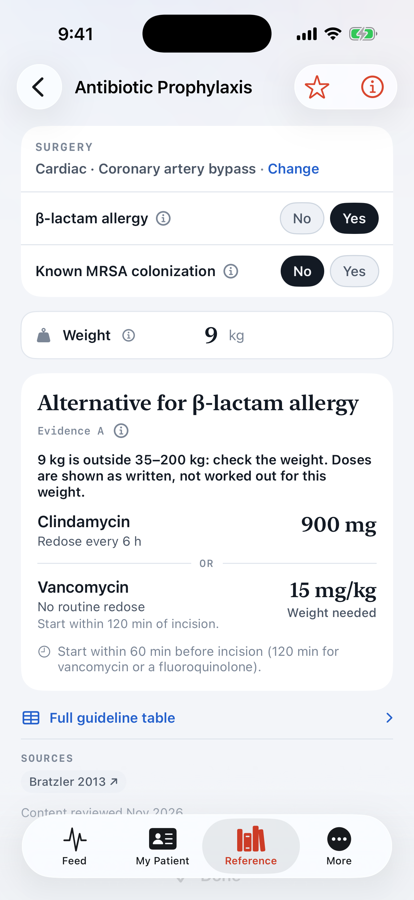 9:41
Antibiotic Prophylaxis
SURGERY
Cardiac · Coronary artery bypass · Change
β-lactam allergy No Yes
Known MRSA colonization No Yes
Weight 9 kg
Alternative for β-lactam allergy
Evidence A
9 kg is outside 35–200 kg: check the weight. Doses
are shown as written, not worked out for this
weight.
Clindamycin 900 mg
Redose every 6 h
OR
Vancomycin 15 mg/kg
No routine redose Weight needed
Start within 120 min of incision.
Start within 60 min before incision (120 min for
vancomycin or a fluoroquinolone).
Full guideline table
SOURCES
Bratzler 2013 ↗
Content reviewed Nov 2026
Feed My Patient Reference More
Done